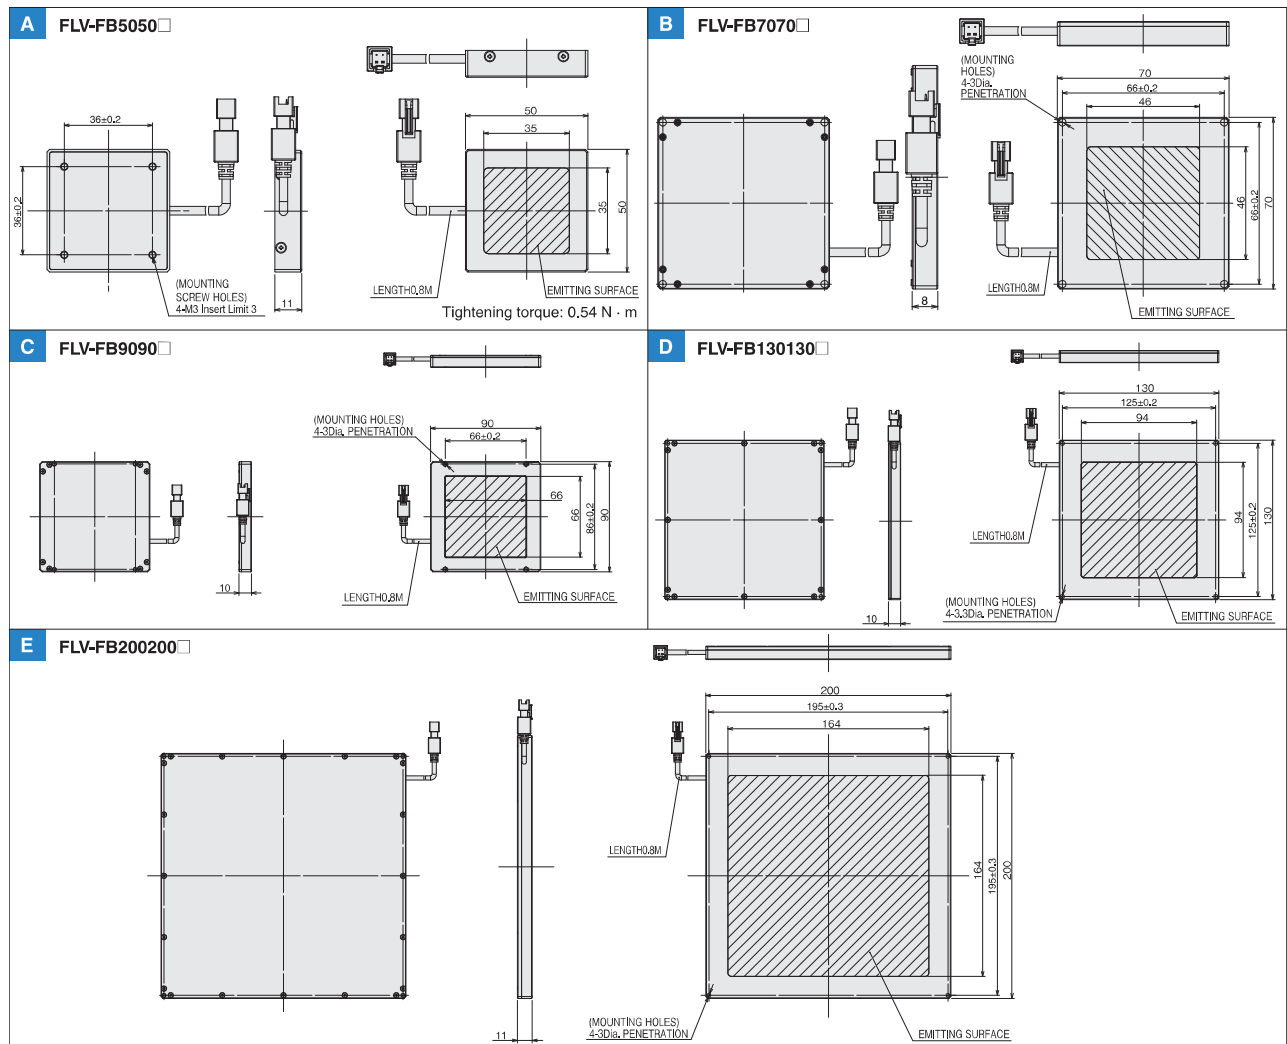 A FLV-FB5050□
36±0.2
36±0.2
(MOUNTING
SCREW HOLES)
4-M3 Insert Limit 3
11
50
35
35
50
LENGTH0.8M
EMITTING SURFACE
Tightening torque: 0.54 N · m
B FLV-FB7070□
(MOUNTING
HOLES)
4-3Dia.
PENETRATION
70
66±0.2
46
46
66±0.2
70
8
LENGTH0.8M
EMITTING SURFACE
C FLV-FB9090□
(MOUNTING HOLES)
4-3Dia. PENETRATION
90
66±0.2
66
66
86±0.2
90
10
LENGTH0.8M
EMITTING SURFACE
D FLV-FB130130□
130
125±0.2
94
94
125±0.2
130
LENGTH0.8M
10
(MOUNTING HOLES)
4-3.3Dia. PENETRATION
EMITTING SURFACE
E FLV-FB200200□
200
195±0.3
164
164
195±0.3
200
LENGTH0.8M
11
(MOUNTING HOLES)
4-3Dia. PENETRATION
EMITTING SURFACE